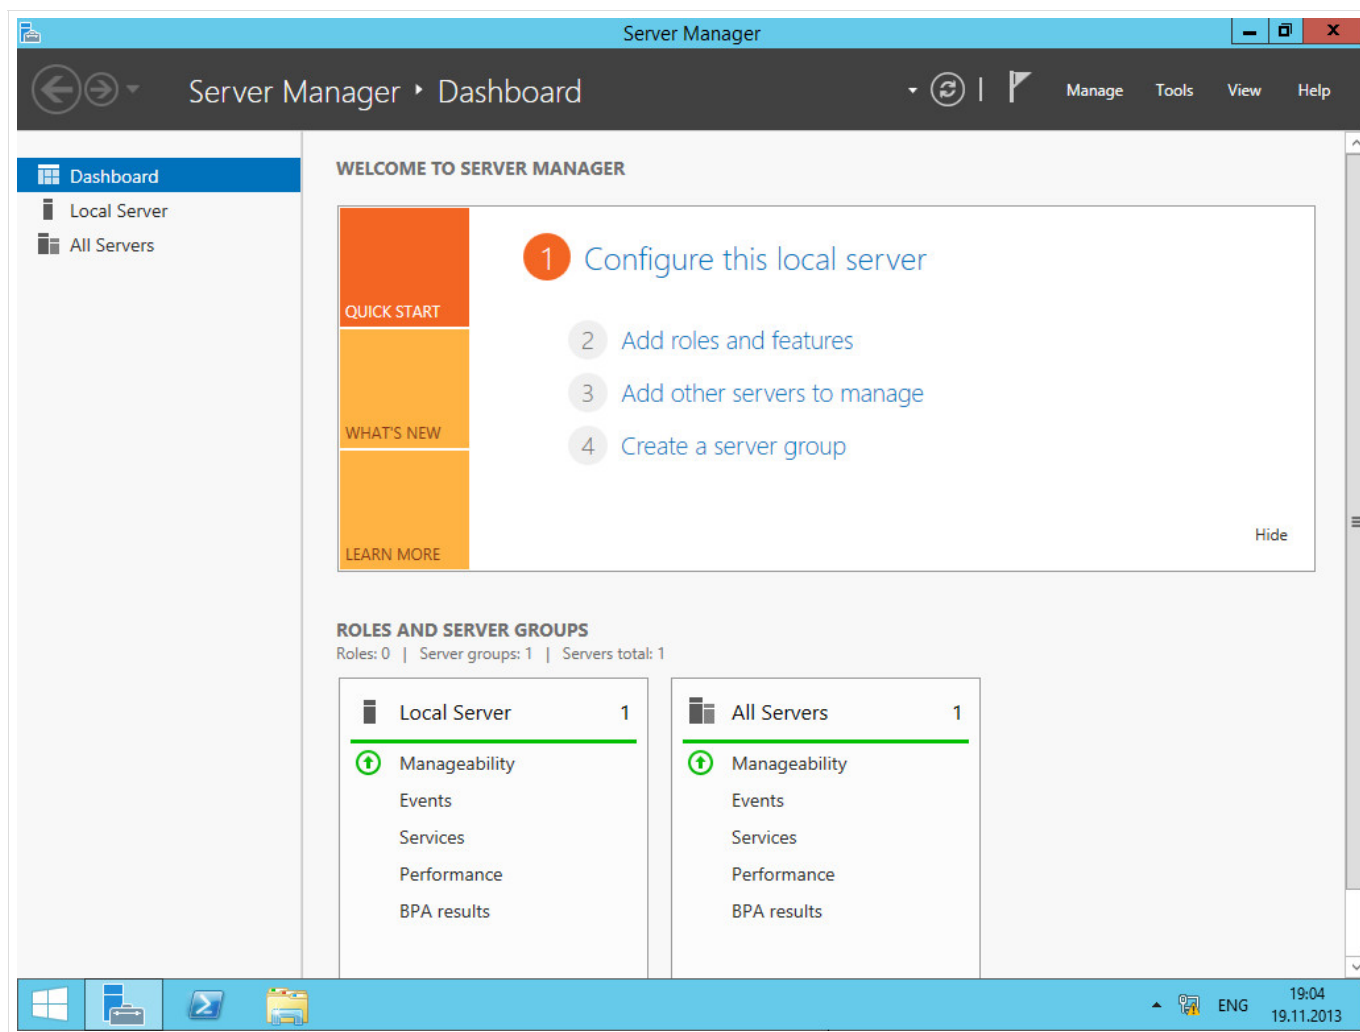 Server Manager
Server Manager ‣ Dashboard
Manage Tools View Help
Dashboard
Local Server
All Servers
WELCOME TO SERVER MANAGER
QUICK START
WHAT'S NEW
LEARN MORE
1 Configure this local server
2 Add roles and features
3 Add other servers to manage
4 Create a server group
Hide
ROLES AND SERVER GROUPS
Roles: 0 | Server groups: 1 | Servers total: 1
Local Server 1
Manageability
Events
Services
Performance
BPA results
All Servers 1
Manageability
Events
Services
Performance
BPA results
ENG
19:04
19.11.2013